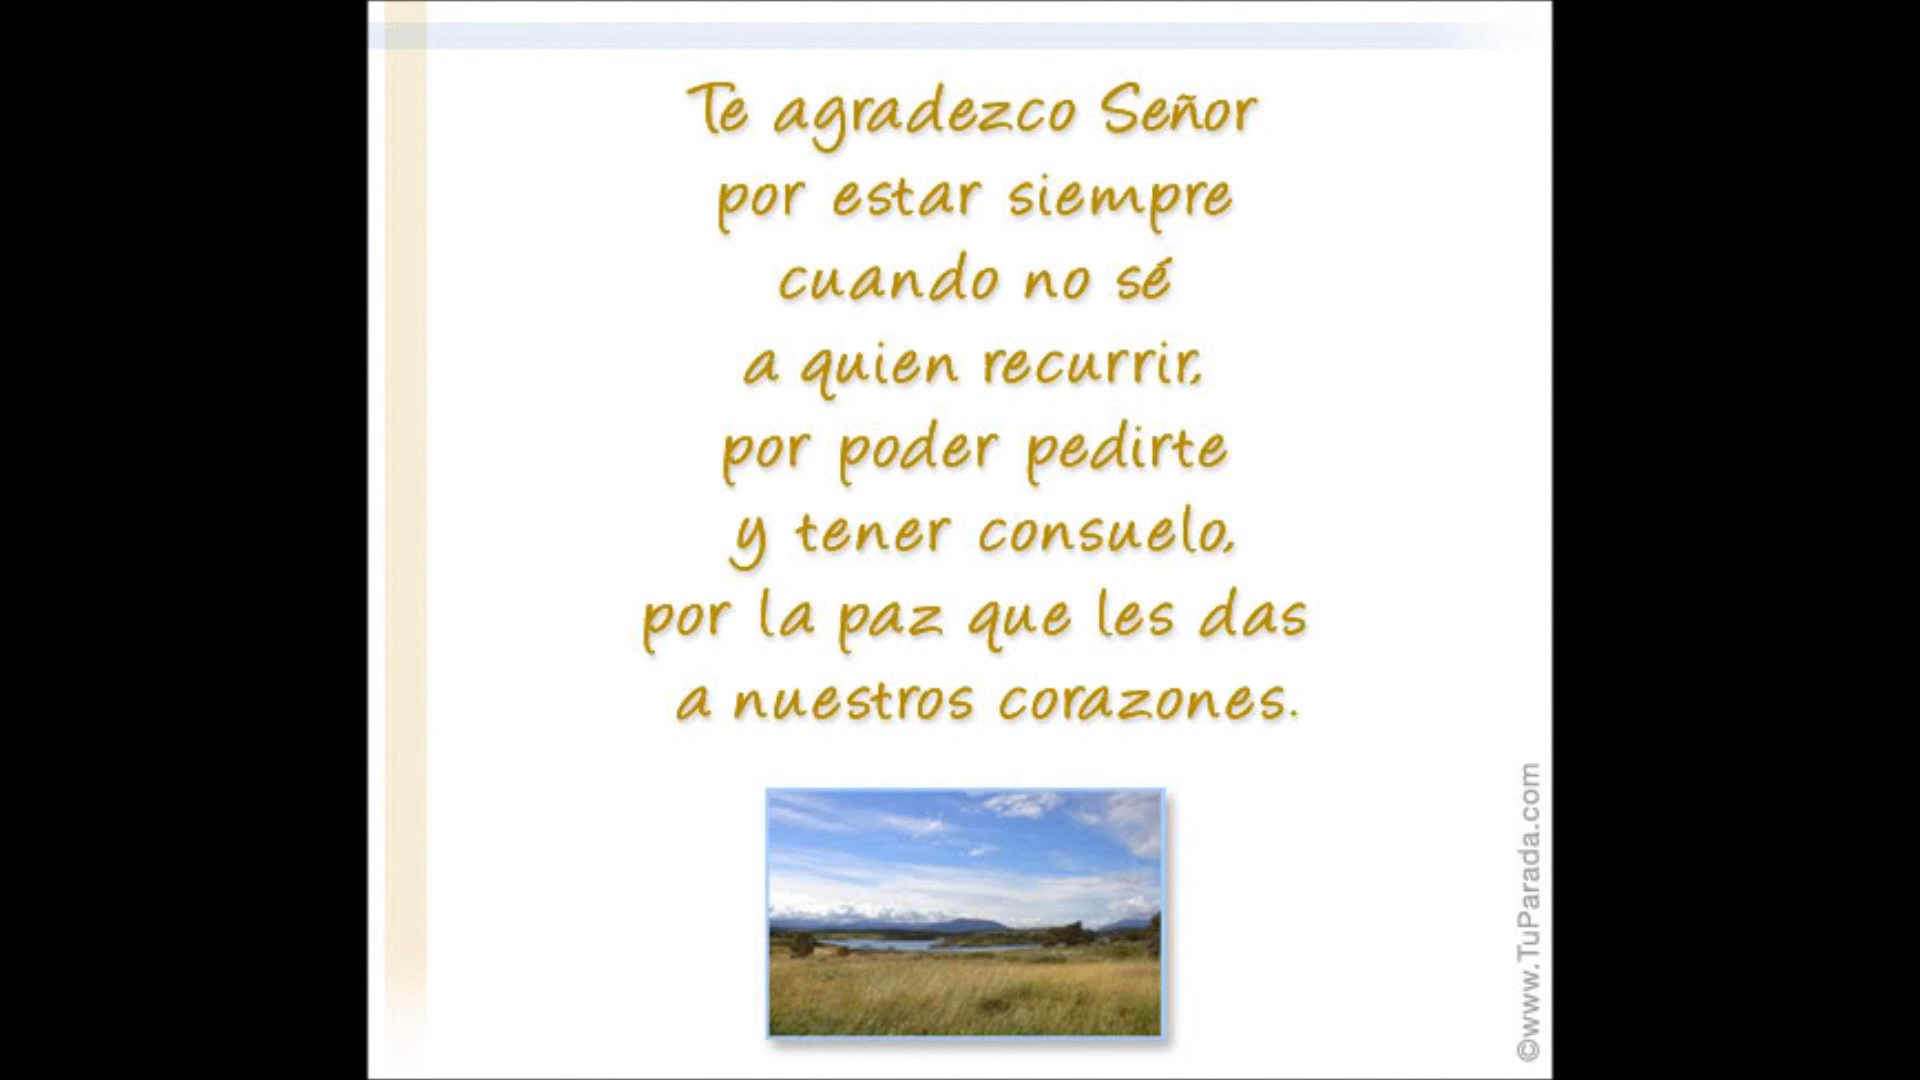 Te agradezco Señor
por estar siempre
cuando no sé
a quien recurrir,
por poder pedirte
y tener consuelo,
por la paz que les das
a nuestros corazones.
©www.TuParada.com